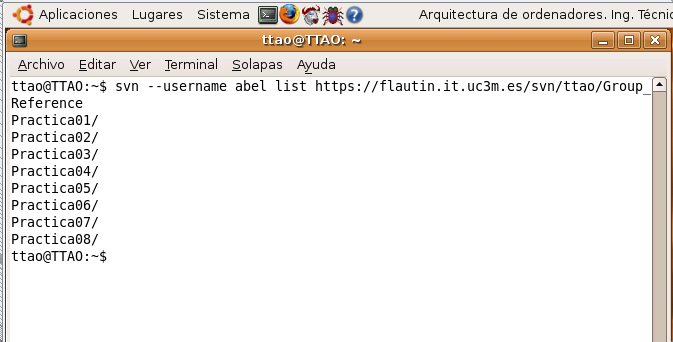 Aplicaciones Lugares Sistema Arquitectura de ordenadores. Ing. Técnic
ttao@TTAO: ~
Archivo Editar Ver Terminal Solapas Ayuda
ttao@TTAO:~$ svn --username abel list https://flautin.it.uc3m.es/svn/ttao/Group_
Reference
Practica01/
Practica02/
Practica03/
Practica04/
Practica05/
Practica06/
Practica07/
Practica08/
ttao@TTAO:~$